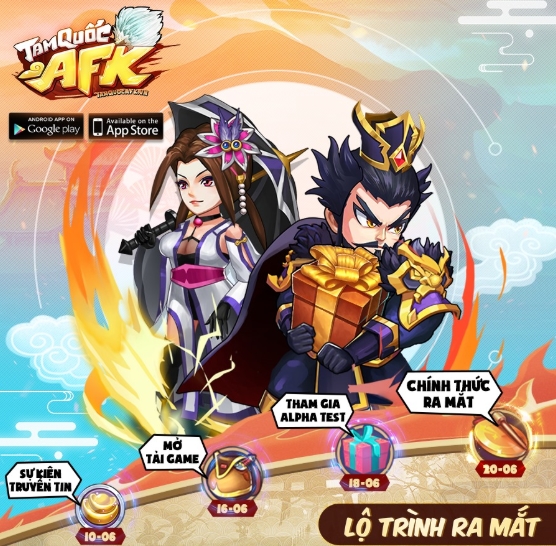 TAM QUỐC
AFK
ANDROID APP ON
Google play
Available on the
App Store
CHÍNH THỨC
RA MẮT
THAM GIA
ALPHA TEST
MỞ
TẢI GAME
SỰ KIỆN
TRUYỀN TIN
20-06
18-06
16-06
10-06
LỘ TRÌNH RA MẮT